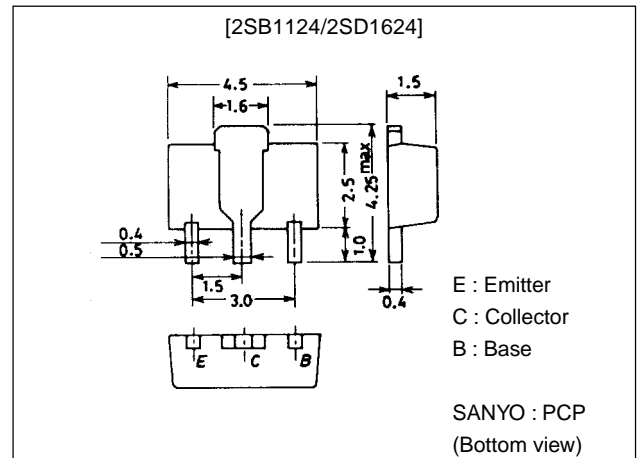 [2SB1124/2SD1624]
4.5
1.6
1.5
2.5
4.25max
1.0
0.4
0.5
1.5
3.0
0.4
E : Emitter
C : Collector
B : Base
E C B
SANYO : PCP
(Bottom view)